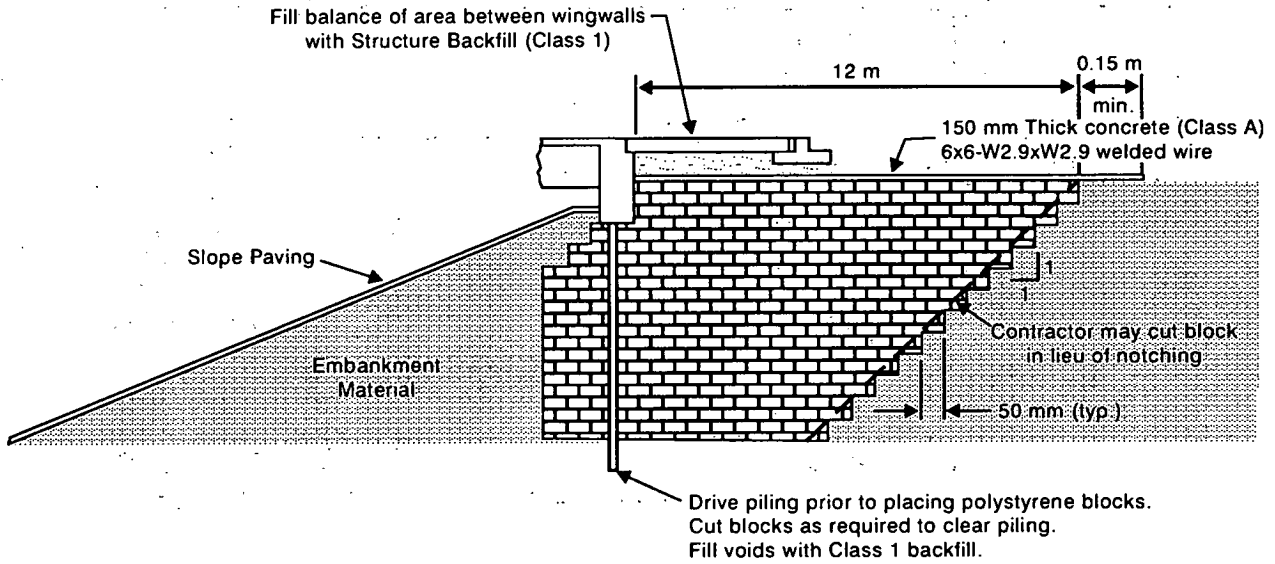 Fill balance of area between wingwalls
with Structure Backfill (Class 1)
12 m
0.15 m
min.
150 mm Thick concrete (Class A)
6x6-W2.9xW2.9 welded wire
Slope Paving
1
1
Contractor may cut block
in lieu of notching
Embankment
Material
50 mm (typ.)
Drive piling prior to placing polystyrene blocks.
Cut blocks as required to clear piling.
Fill voids with Class 1 backfill.